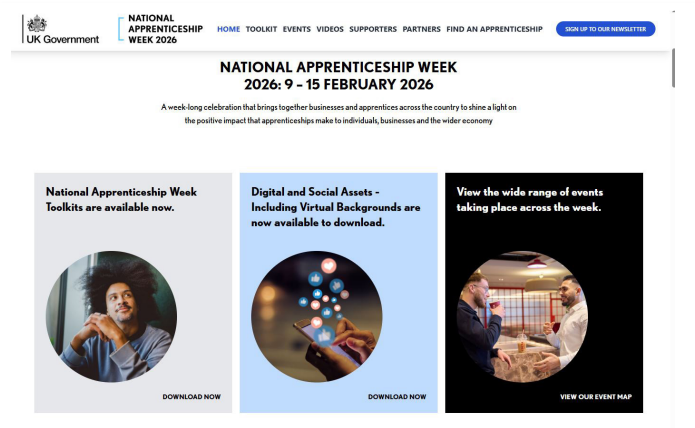 UK Government
NATIONAL
APPRENTICESHIP
WEEK 2026
HOME TOOLKIT EVENTS VIDEOS SUPPORTERS PARTNERS FIND AN APPRENTICESHIP
SIGN UP TO OUR NEWSLETTER
NATIONAL APPRENTICESHIP WEEK
2026: 9 – 15 FEBRUARY 2026
A week-long celebration that brings together businesses and apprentices across the country to shine a light on
the positive impact that apprenticeships make to individuals, businesses and the wider economy
National Apprenticeship Week
Toolkits are available now.
DOWNLOAD NOW
Digital and Social Assets -
Including Virtual Backgrounds are
now available to download.
DOWNLOAD NOW
View the wide range of events
taking place across the week.
VIEW OUR EVENT MAP